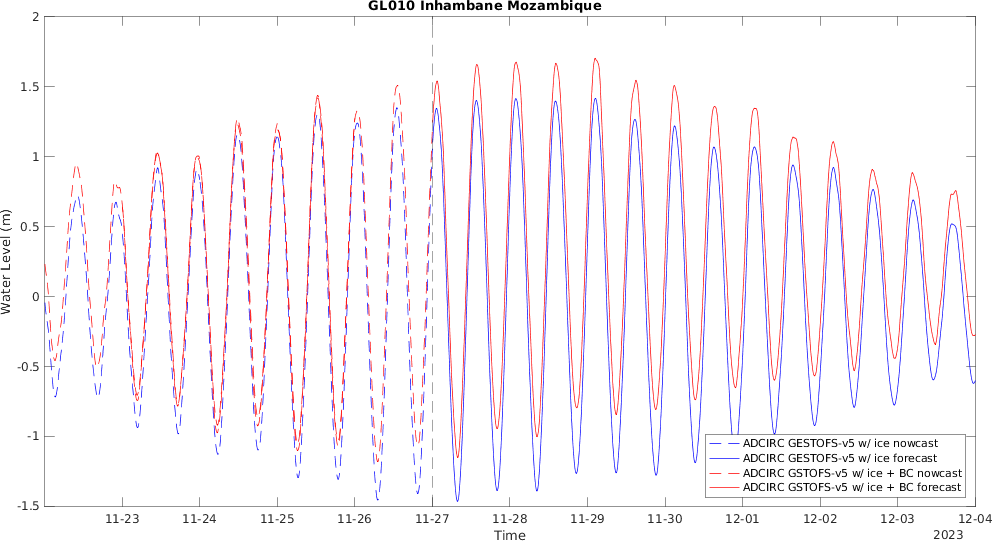 GL010 Inhambane Mozambique
2
1.5
1
0.5
0
-0.5
-1
-1.5
Water Level (m)
ADCIRC GESTOFS-v5 w/ ice nowcast
ADCIRC GESTOFS-v5 w/ ice forecast
ADCIRC GSTOFS-v5 w/ ice + BC nowcast
ADCIRC GSTOFS-v5 w/ ice + BC forecast
11-23 11-24 11-25 11-26 11-27 11-28 11-29 11-30 12-01 12-02 12-03 12-04
Time 2023